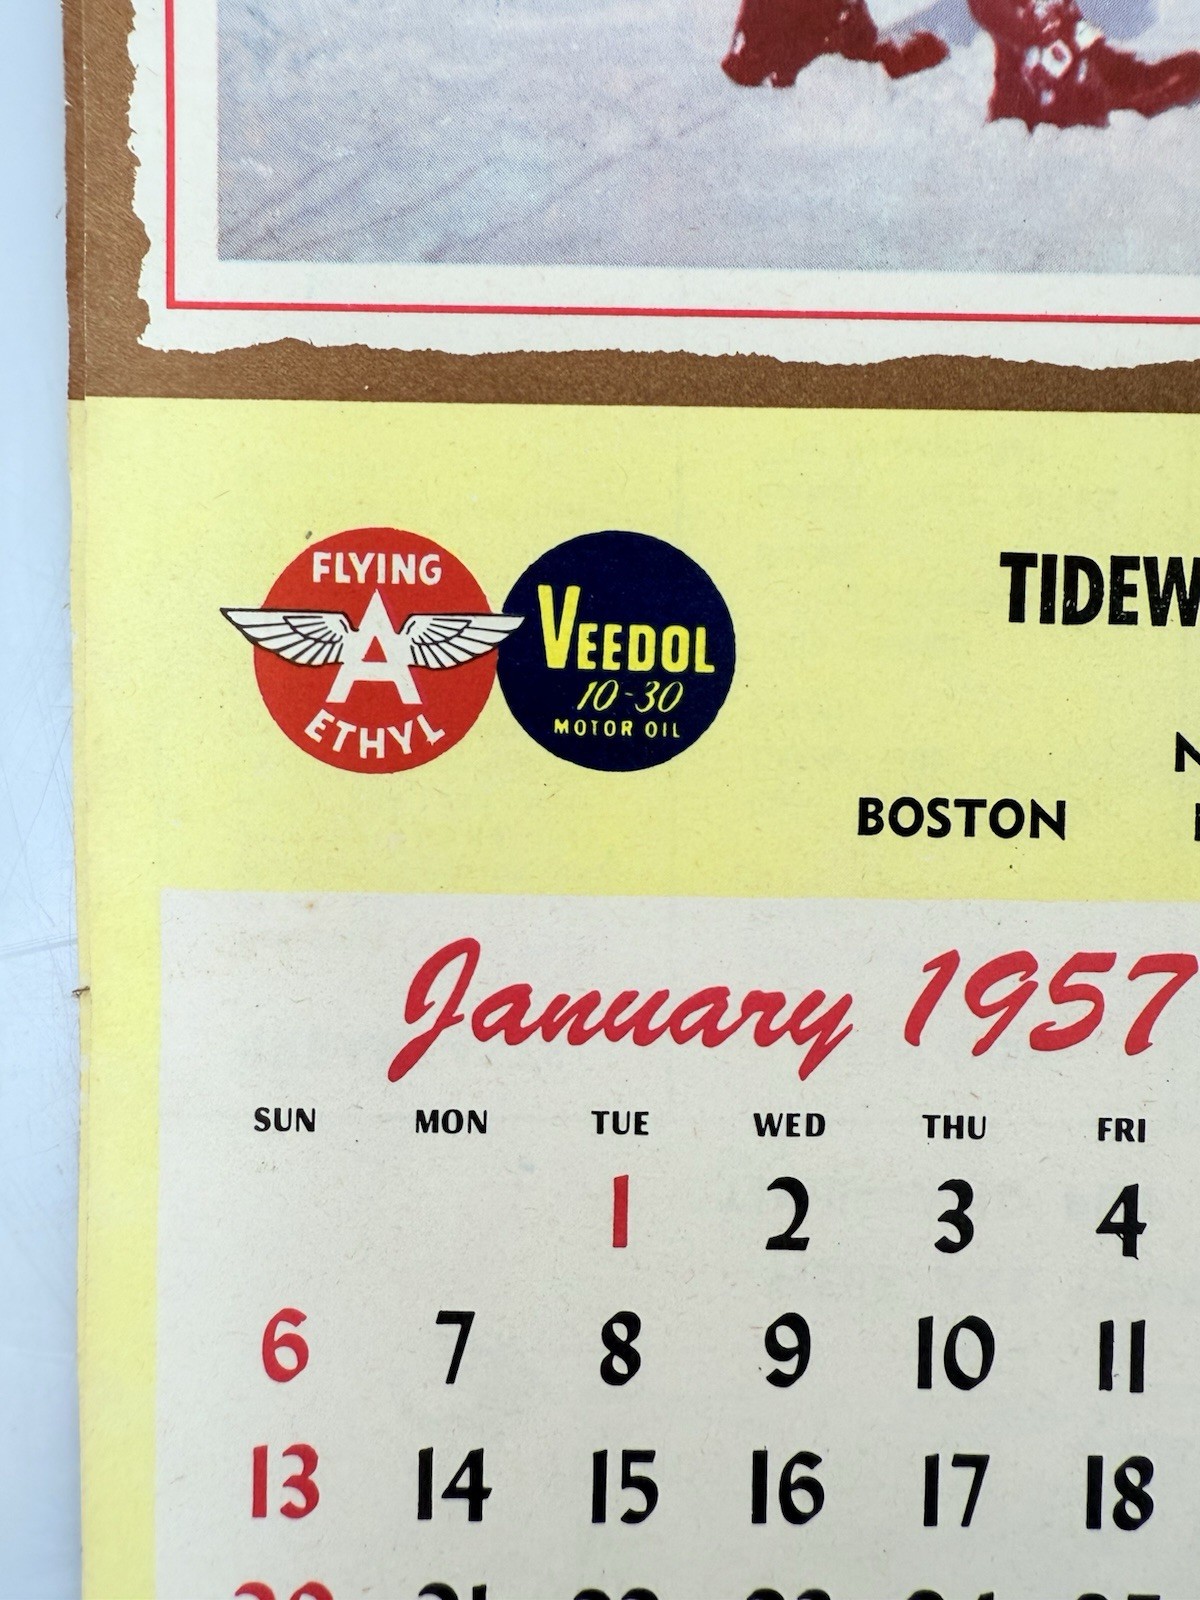 FLYING
A
ETHYL
VEEDOL
10-30
MOTOR OIL
TIDEW
N
BOSTON
January 1957
SUN MON TUE WED THU FRI
1 2 3 4
6 7 8 9 10 11
13 14 15 16 17 18